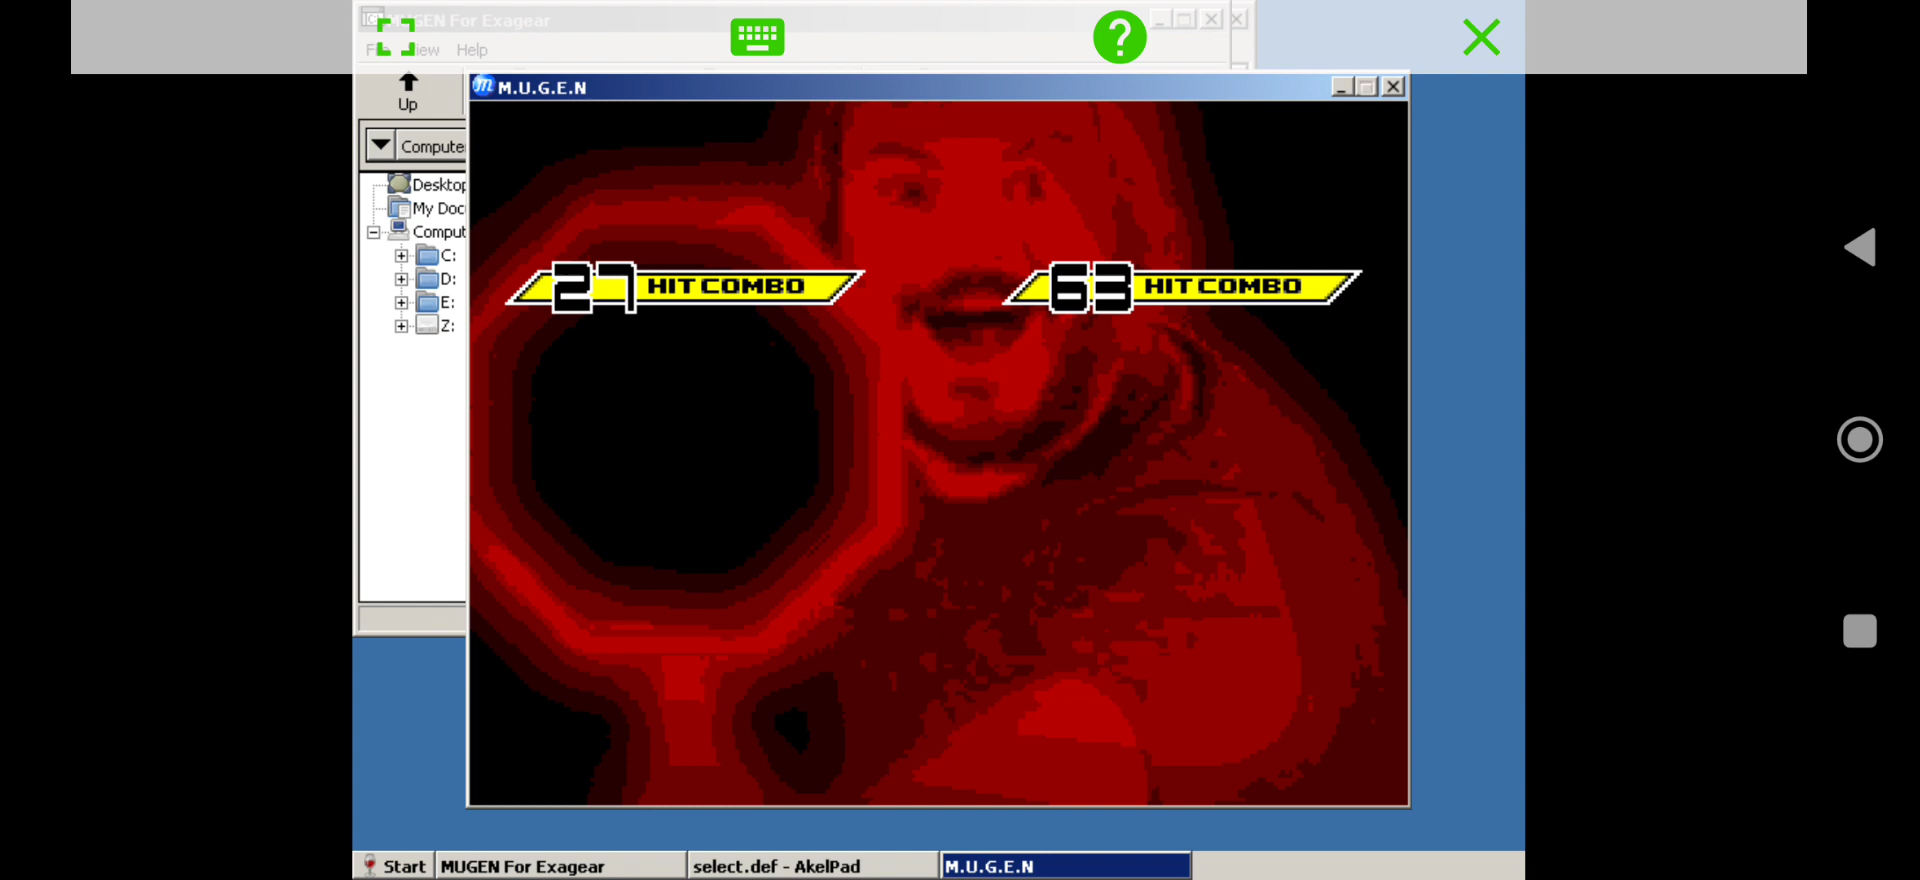 MUGEN For Exagear
View Help
Up
M.U.G.E.N
Compute
Desktop
My Doc
Comput
C:
D:
E:
Z:
27 HIT COMBO
63 HIT COMBO
Start
MUGEN For Exagear
select.def - AkelPad
M.U.G.E.N